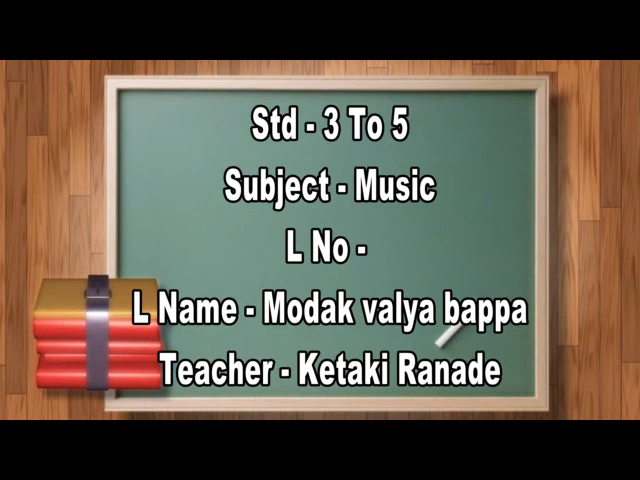 Std - 3 To 5
Subject - Music
L No -
L Name - Modak valya bappa
Teacher - Ketaki Ranade